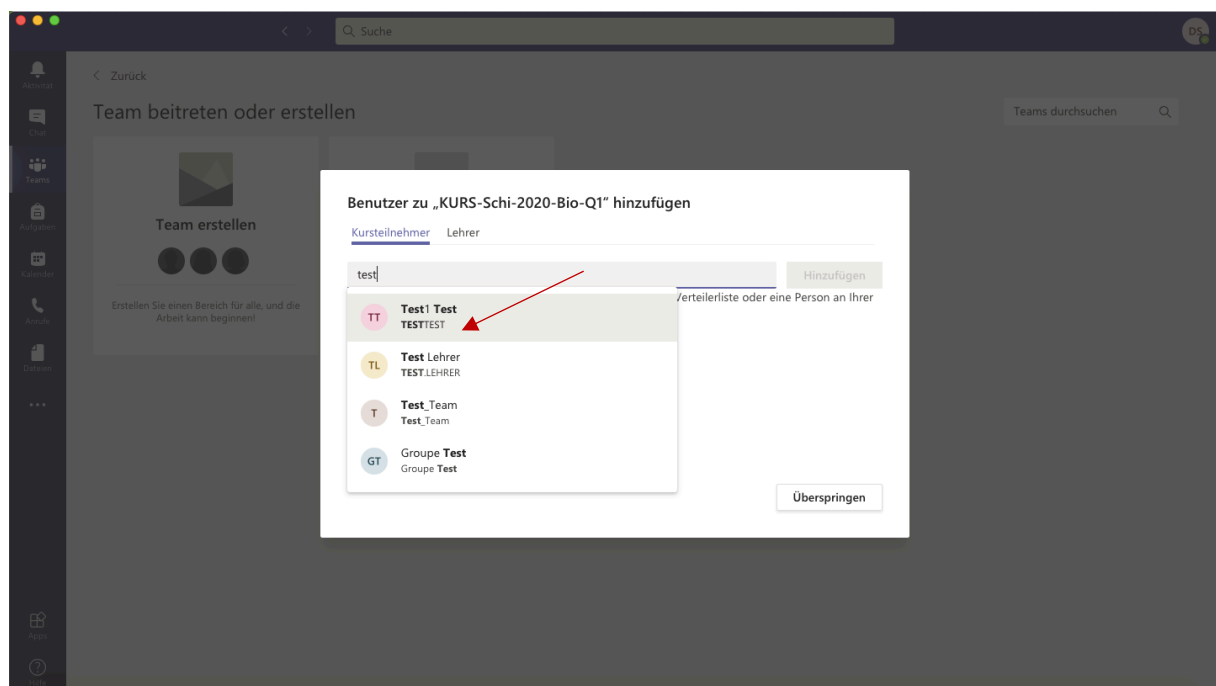 Suche
DS
Aktivität
Zurück
Team beitreten oder erstellen
Teams durchsuchen
Chat
Teams
Team erstellen
Aufgaben
Kalender
Erstellen Sie einen Bereich für alle, und die
Arbeit kann beginnen!
Anrufe
Dateien
Benutzer zu „KURS-Schi-2020-Bio-Q1“ hinzufügen
Kursteilnehmer Lehrer
test
Hinzufügen
Verteilerliste oder eine Person an Ihrer
TT
Test1 Test
TESTTEST
TL
Test Lehrer
TEST.LEHRER
T
Test_Team
Test_Team
GT
Groupe Test
Groupe Test
Überspringen
Apps
Hilfe